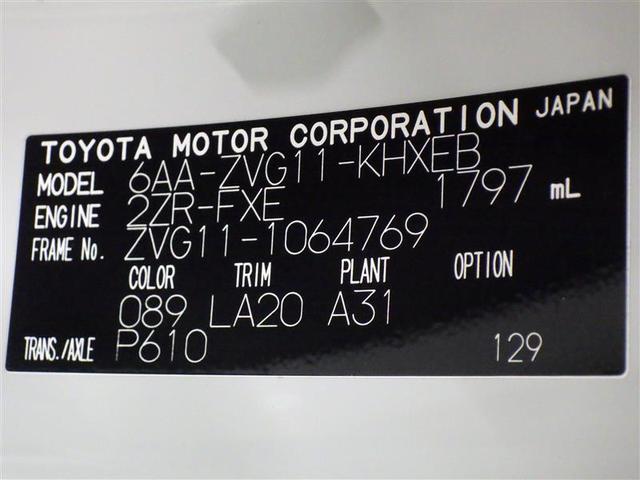 TOYOTA MOTOR CORPORATION JAPAN
MODEL 6AA-ZVG11-KHXEB
ENGINE 2ZR-FXE 1797 mL
FRAME No. ZVG11-1064769
COLOR TRIM PLANT OPTION
089 LA20 A31
TRANS./AXLE P610 129